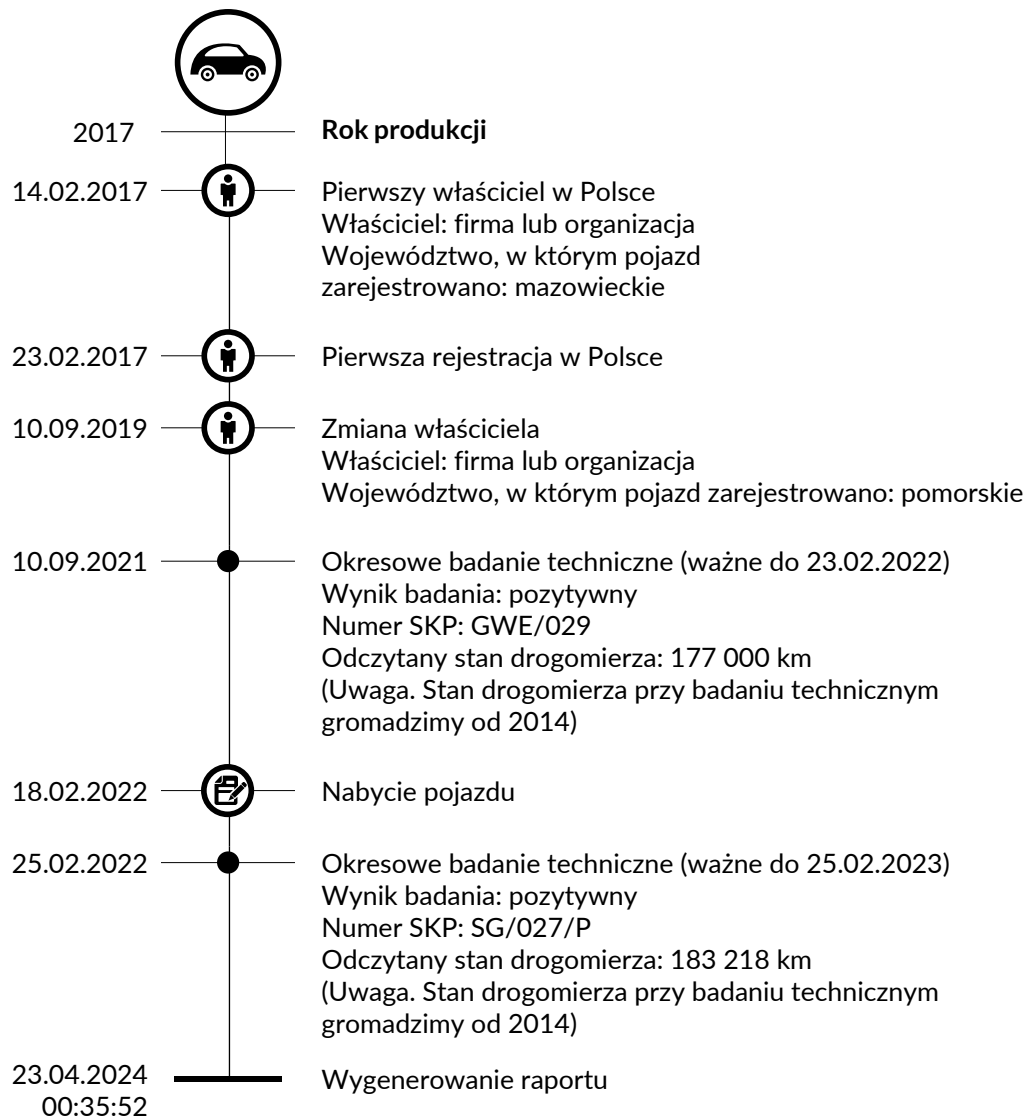 2017
Rok produkcji
14.02.2017
Pierwszy właściciel w Polsce
Właściciel: firma lub organizacja
Województwo, w którym pojazd
zarejestrowano: mazowieckie
23.02.2017
Pierwsza rejestracja w Polsce
10.09.2019
Zmiana właściciela
Właściciel: firma lub organizacja
Województwo, w którym pojazd zarejestrowano: pomorskie
10.09.2021
Okresowe badanie techniczne (ważne do 23.02.2022)
Wynik badania: pozytywny
Numer SKP: GWE/029
Odczytany stan drogomierza: 177 000 km
(Uwaga. Stan drogomierza przy badaniu technicznym
gromadzimy od 2014)
18.02.2022
Nabycie pojazdu
25.02.2022
Okresowe badanie techniczne (ważne do 25.02.2023)
Wynik badania: pozytywny
Numer SKP: SG/027/P
Odczytany stan drogomierza: 183 218 km
(Uwaga. Stan drogomierza przy badaniu technicznym
gromadzimy od 2014)
23.04.2024
00:35:52
Wygenerowanie raportu